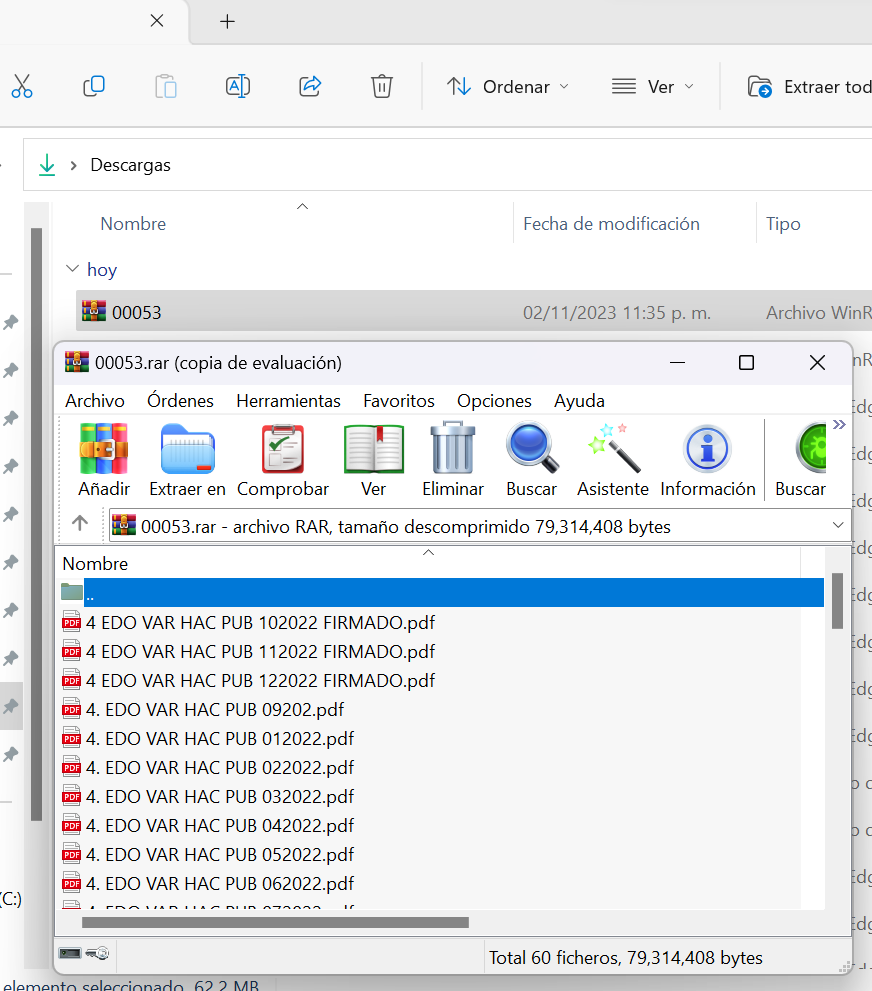 Ordenar
Ver
Extraer tod
Descargas
Nombre
Fecha de modificación
Tipo
hoy
00053
02/11/2023 11:35 p. m.
Archivo WinR
00053.rar (copia de evaluación)
Archivo Órdenes Herramientas Favoritos Opciones Ayuda
Añadir Extraer en Comprobar Ver Eliminar Buscar Asistente Información Buscar
00053.rar - archivo RAR, tamaño descomprimido 79,314,408 bytes
Nombre
..
4 EDO VAR HAC PUB 102022 FIRMADO.pdf
4 EDO VAR HAC PUB 112022 FIRMADO.pdf
4 EDO VAR HAC PUB 122022 FIRMADO.pdf
4. EDO VAR HAC PUB 09202.pdf
4. EDO VAR HAC PUB 012022.pdf
4. EDO VAR HAC PUB 022022.pdf
4. EDO VAR HAC PUB 032022.pdf
4. EDO VAR HAC PUB 042022.pdf
4. EDO VAR HAC PUB 052022.pdf
4. EDO VAR HAC PUB 062022.pdf
4. EDO VAR HAC PUB 072022.pdf
(C:)
Total 60 ficheros, 79,314,408 bytes
elemento seleccionado 62.2 MB